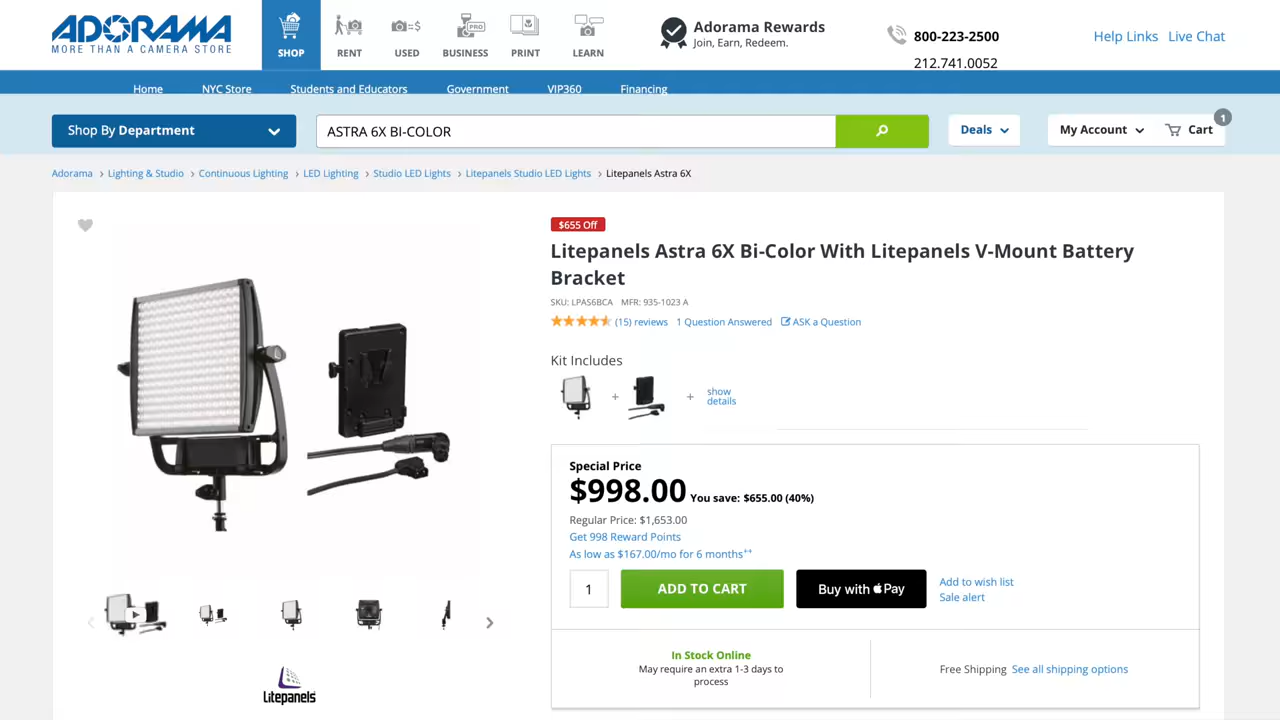 ADORAMA
MORE THAN A CAMERA STORE
SHOP
RENT
USED
PRO
BUSINESS
PRINT
LEARN
Adorama Rewards
Join, Earn, Redeem.
800-223-2500
212.741.0052
Help Links
Live Chat
Home
NYC Store
Students and Educators
Government
VIP360
Financing
Shop By Department
ASTRA 6X BI-COLOR
Deals
My Account
Cart
1
Adorama › Lighting & Studio › Continuous Lighting › LED Lighting › Studio LED Lights › Litepanels Studio LED Lights › Litepanels Astra 6X
$655 Off
Litepanels Astra 6X Bi-Color With Litepanels V-Mount Battery
Bracket
SKU: LPAS6BCA MFR: 935-1023 A
(15) reviews 1 Question Answered ASK a Question
Kit Includes
+
+
show
details
Special Price
$998.00 You save: $655.00 (40%)
Regular Price: $1,653.00
Get 998 Reward Points
As low as $167.00/mo for 6 months++
1
ADD TO CART
Buy with Pay
Add to wish list
Sale alert
In Stock Online
May require an extra 1-3 days to
process
Free Shipping See all shipping options
Litepanels